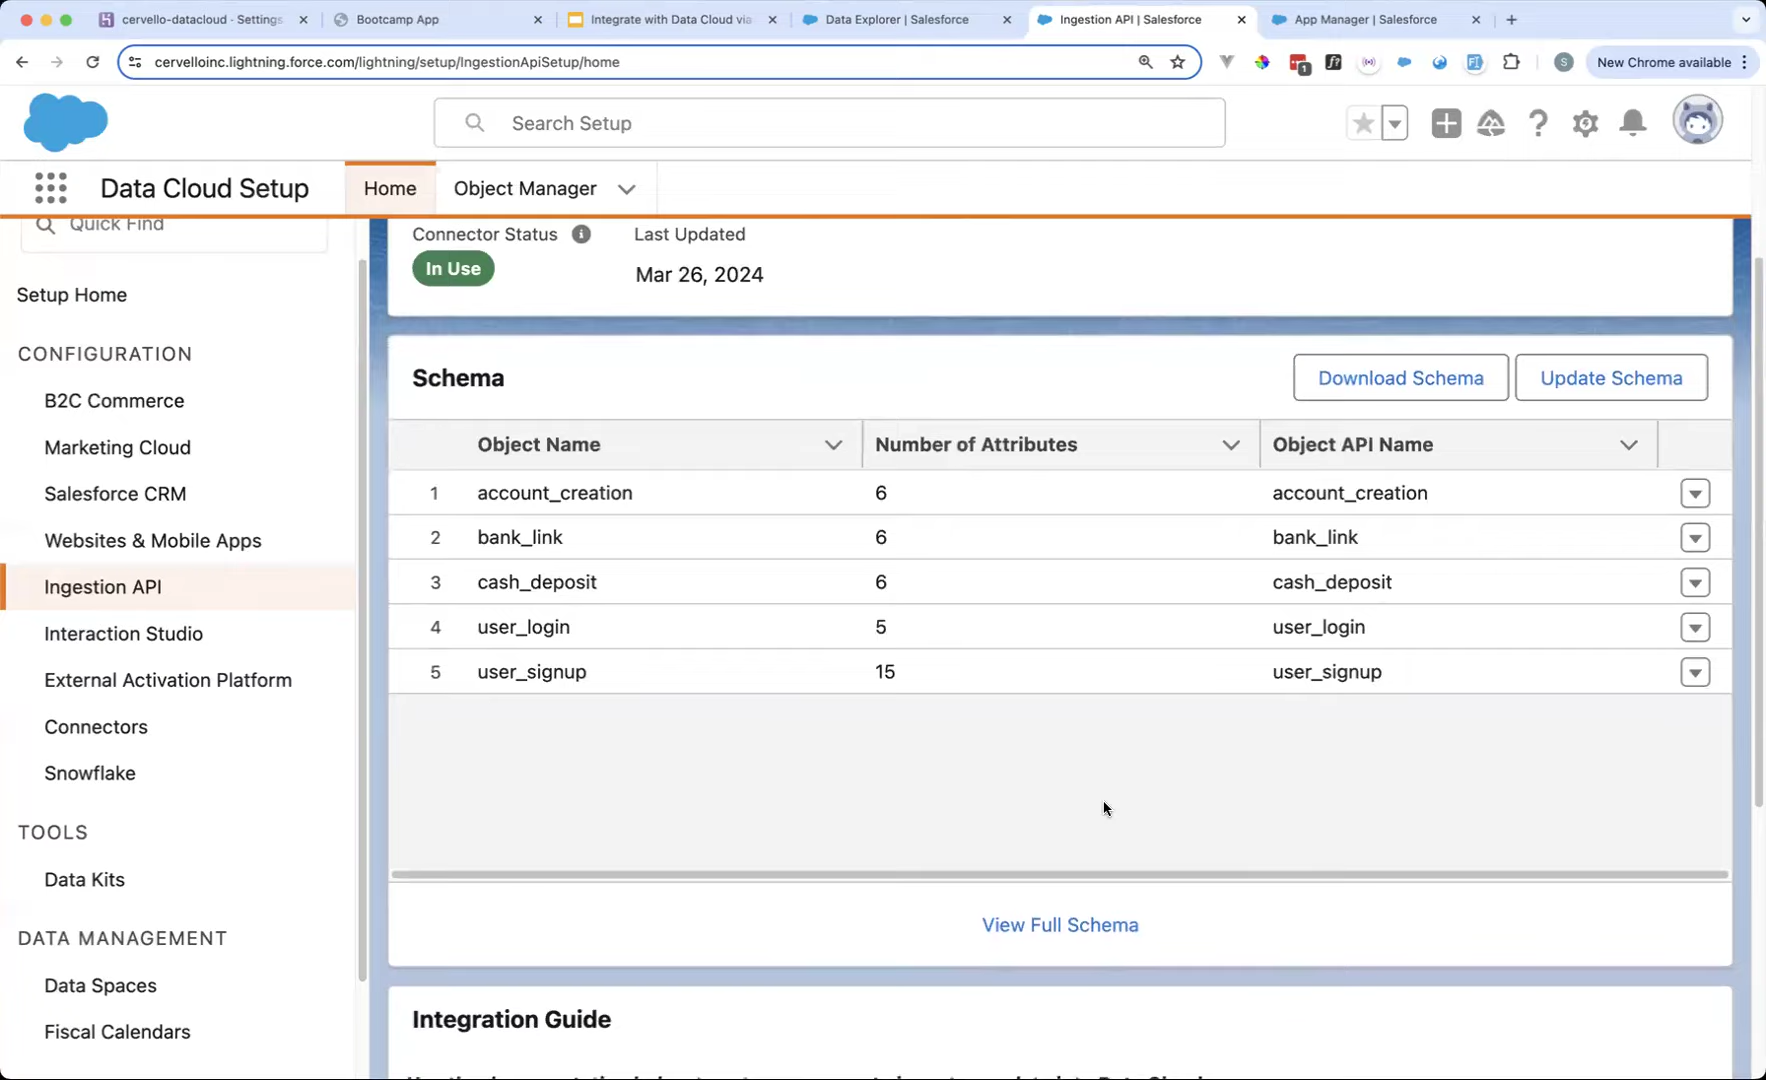 cervello-datacloud · Settings
Bootcamp App
Integrate with Data Cloud via
Data Explorer | Salesforce
Ingestion API | Salesforce
App Manager | Salesforce
cervelloinc.lightning.force.com/lightning/setup/IngestionApiSetup/home
1
f?
S
New Chrome available
Search Setup
Data Cloud Setup
Home
Object Manager
Quick Find
Setup Home
CONFIGURATION
B2C Commerce
Marketing Cloud
Salesforce CRM
Websites & Mobile Apps
Ingestion API
Interaction Studio
External Activation Platform
Connectors
Snowflake
TOOLS
Data Kits
DATA MANAGEMENT
Data Spaces
Fiscal Calendars
Connector Status
Last Updated
In Use
Mar 26, 2024
Schema
Download Schema
Update Schema
Object Name Number of Attributes Object API Name
1 account_creation 6 account_creation
2 bank_link 6 bank_link
3 cash_deposit 6 cash_deposit
4 user_login 5 user_login
5 user_signup 15 user_signup
View Full Schema
Integration Guide